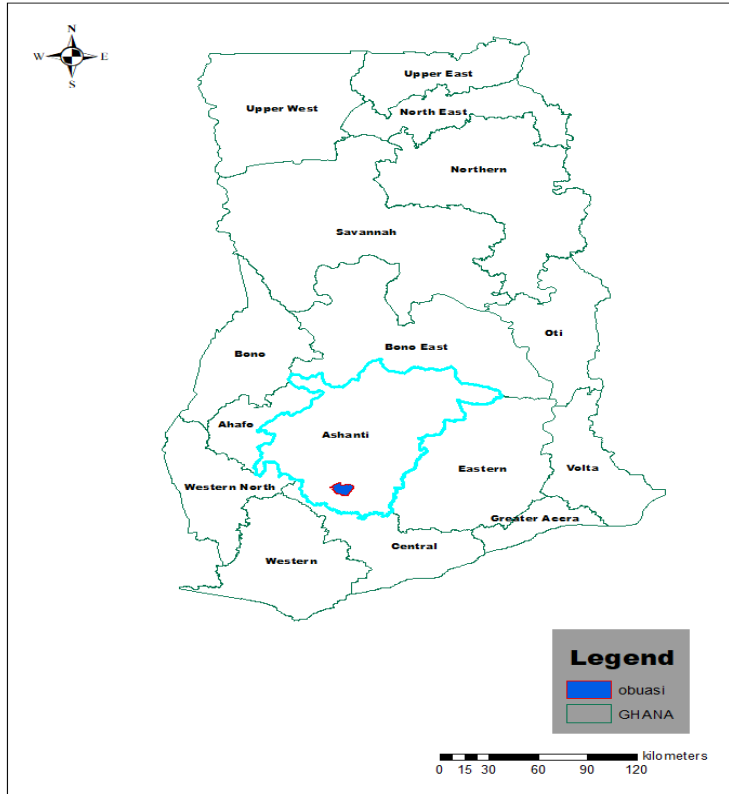 N
W E
S
Upper East
Upper West
North East
Northern
Savannah
Oti
Bono East
Bono
Ahafo
Ashanti
Eastern
Volta
Western North
Greater Accra
Central
Western
Legend
obuasi
GHANA
kilometers
0 15 30 60 90 120